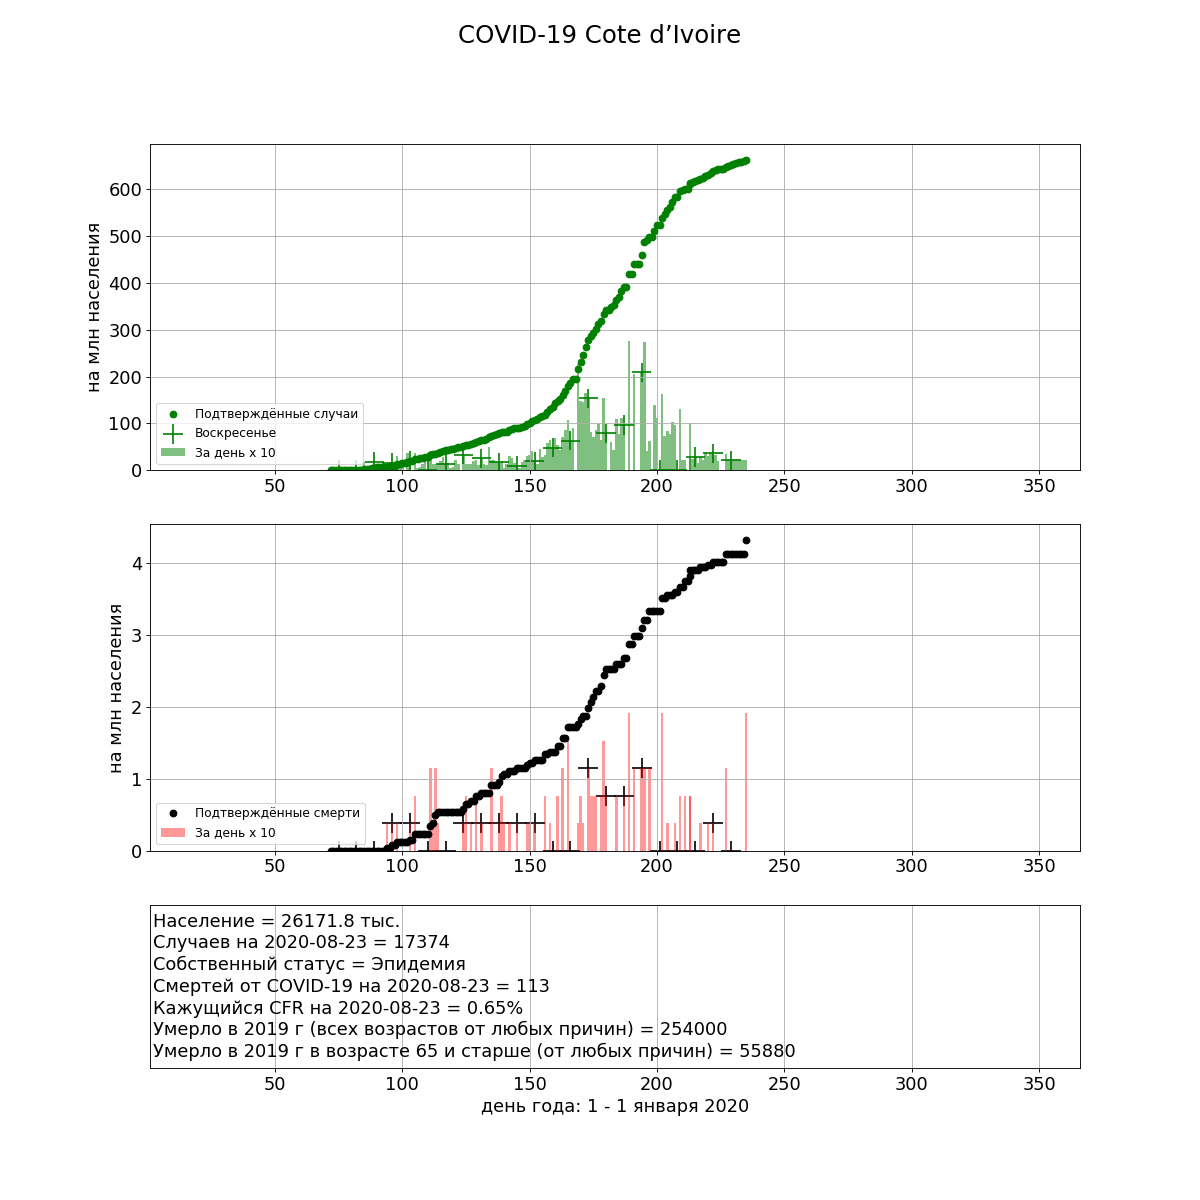 COVID-19 Cote d’Ivoire
600
500
400
300
200
100
0
на млн населения
Подтверждённые случаи
Воскресенье
За день x 10
50 100 150 200 250 300 350
4
3
2
1
0
на млн населения
Подтверждённые смерти
За день x 10
50 100 150 200 250 300 350
Население = 26171.8 тыс.
Случаев на 2020-08-23 = 17374
Собственный статус = Эпидемия
Смертей от COVID-19 на 2020-08-23 = 113
Кажущийся CFR на 2020-08-23 = 0.65%
Умерло в 2019 г (всех возрастов от любых причин) = 254000
Умерло в 2019 г в возрасте 65 и старше (от любых причин) = 55880
50 100 150 200 250 300 350
день года: 1 - 1 января 2020